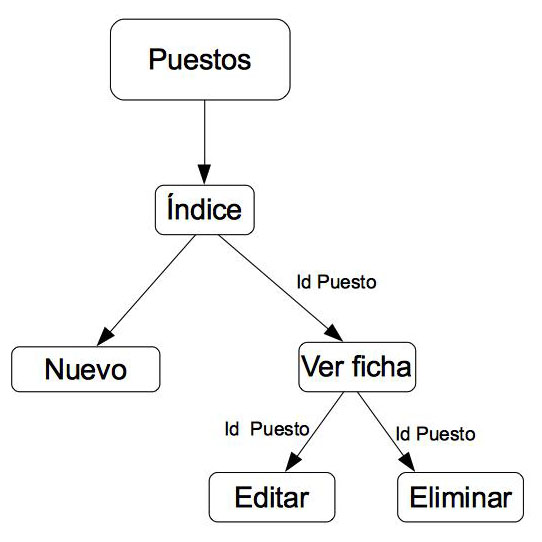 Puestos
Índice
Id Puesto
Nuevo
Ver ficha
Id Puesto
Id Puesto
Editar
Eliminar